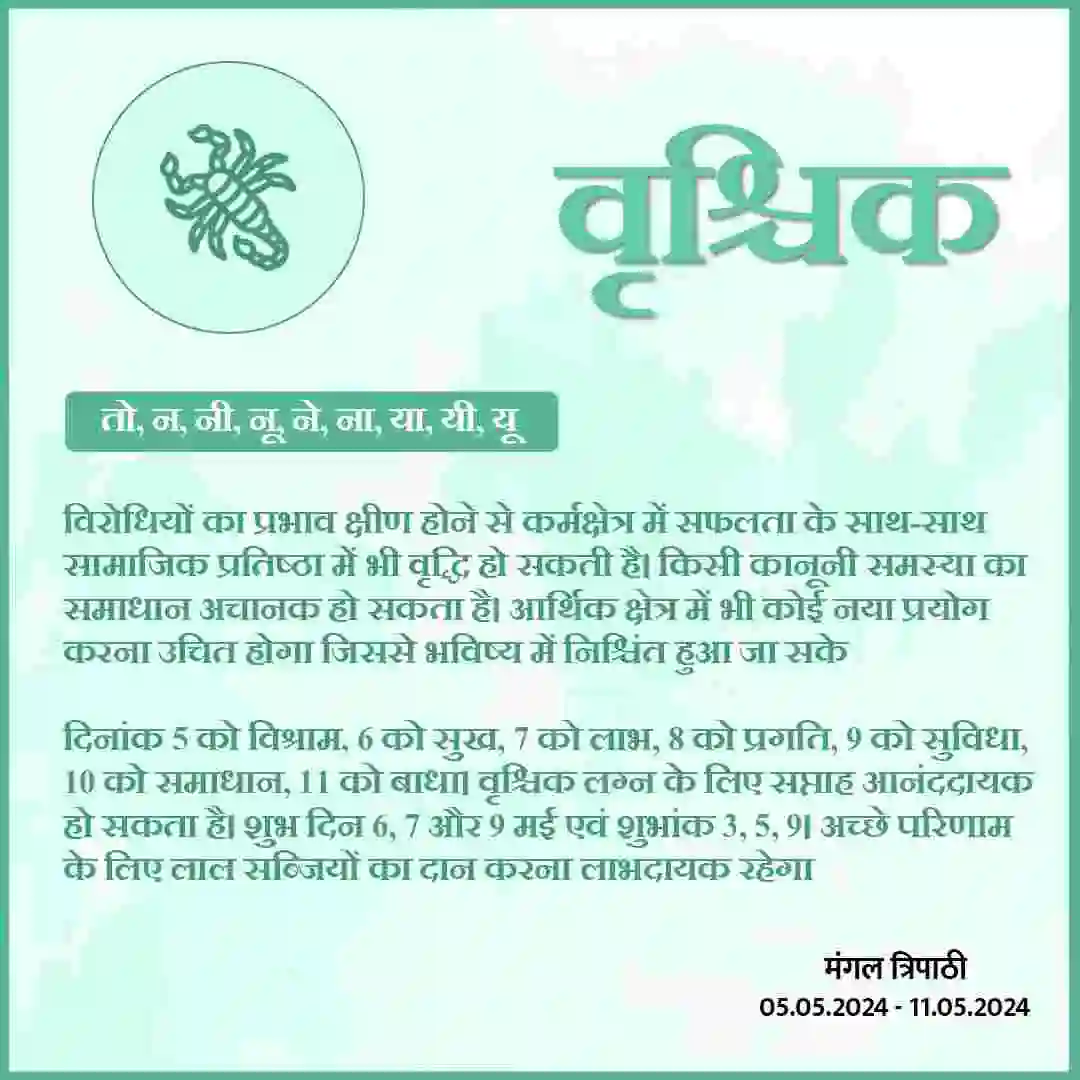 वृश्चिक
तो, न, नी, नू, ने, ना, या, यी, यू
विरोधियों का प्रभाव क्षीण होने से कर्मक्षेत्र में सफलता के साथ-साथ
सामाजिक प्रतिष्ठा में भी वृद्धि हो सकती है। किसी कानूनी समस्या का
समाधान अचानक हो सकता है। आर्थिक क्षेत्र में भी कोई नया प्रयोग
करना उचित होगा जिससे भविष्य में निश्चिंत हुआ जा सके
दिनांक 5 को विश्राम, 6 को सुख, 7 को लाभ, 8 को प्रगति, 9 को सुविधा,
10 को समाधान, 11 को बाधा। वृश्चिक लग्न के लिए सप्ताह आनंददायक
हो सकता है। शुभ दिन 6, 7 और 9 मई एवं शुभांक 3, 5, 9। अच्छे परिणाम
के लिए लाल सब्जियों का दान करना लाभदायक रहेगा
मंगल त्रिपाठी
05.05.2024 - 11.05.2024